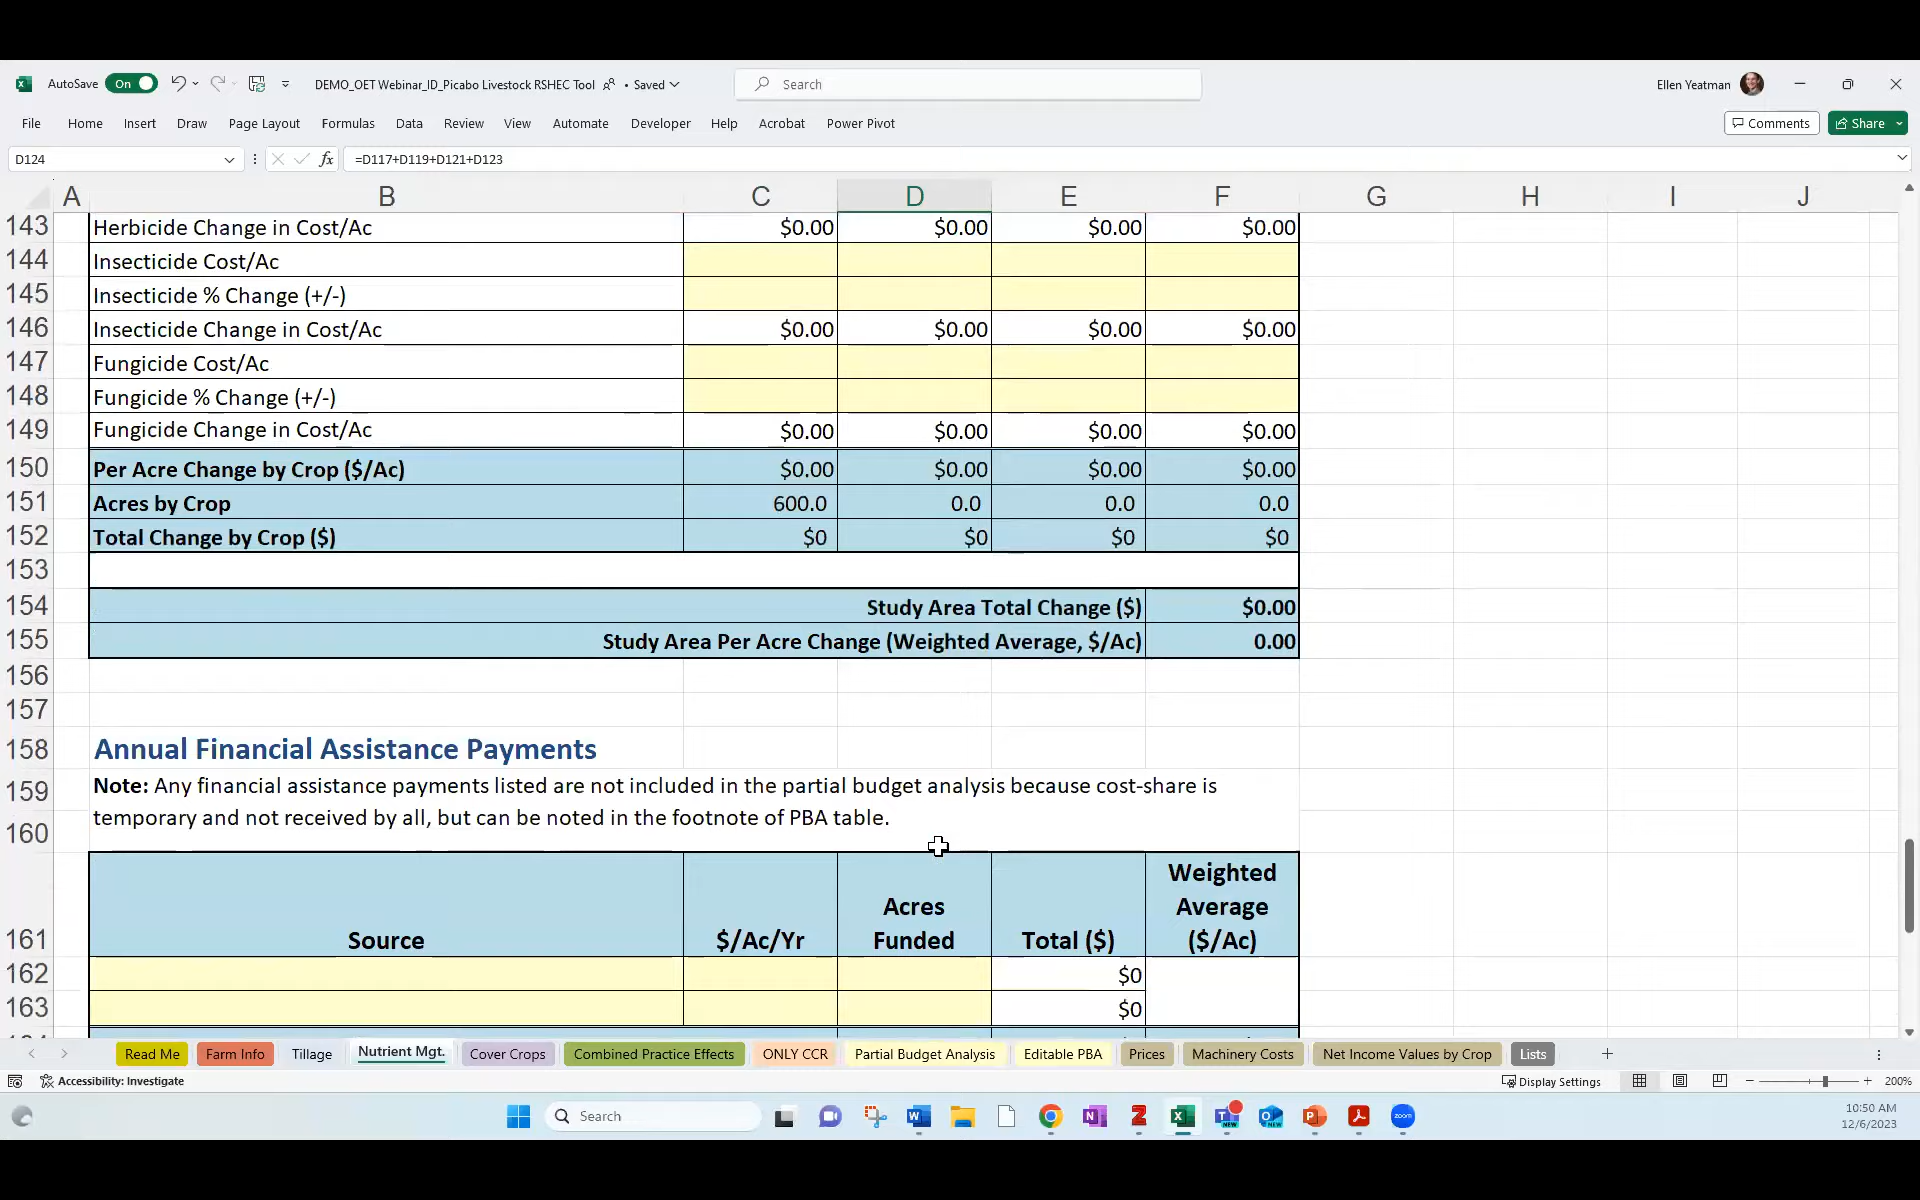 AutoSave On DEMO_OET Webinar_ID_Picabo Livestock RSHEC Tool • Saved Search Ellen Yeatman
File Home Insert Draw Page Layout Formulas Data Review View Automate Developer Help Acrobat Power Pivot Comments Share
D124 fx =D117+D119+D121+D123
A B C D E F G H I J
143 Herbicide Change in Cost/Ac $0.00 $0.00 $0.00 $0.00
144 Insecticide Cost/Ac
145 Insecticide % Change (+/-)
146 Insecticide Change in Cost/Ac $0.00 $0.00 $0.00 $0.00
147 Fungicide Cost/Ac
148 Fungicide % Change (+/-)
149 Fungicide Change in Cost/Ac $0.00 $0.00 $0.00 $0.00
150 Per Acre Change by Crop ($/Ac) $0.00 $0.00 $0.00 $0.00
151 Acres by Crop 600.0 0.0 0.0 0.0
152 Total Change by Crop ($) $0 $0 $0 $0
153
154 Study Area Total Change ($) $0.00
155 Study Area Per Acre Change (Weighted Average, $/Ac) 0.00
156
157
158 Annual Financial Assistance Payments
159 Note: Any financial assistance payments listed are not included in the partial budget analysis because cost-share is
160 temporary and not received by all, but can be noted in the footnote of PBA table.
Weighted
Acres Average
161 Source $/Ac/Yr Funded Total ($) ($/Ac)
162 $0
163 $0
Read Me Farm Info Tillage Nutrient Mgt. Cover Crops Combined Practice Effects ONLY CCR Partial Budget Analysis Editable PBA Prices Machinery Costs Net Income Values by Crop Lists
Accessibility: Investigate Display Settings 200%
Search 10:50 AM
12/6/2023